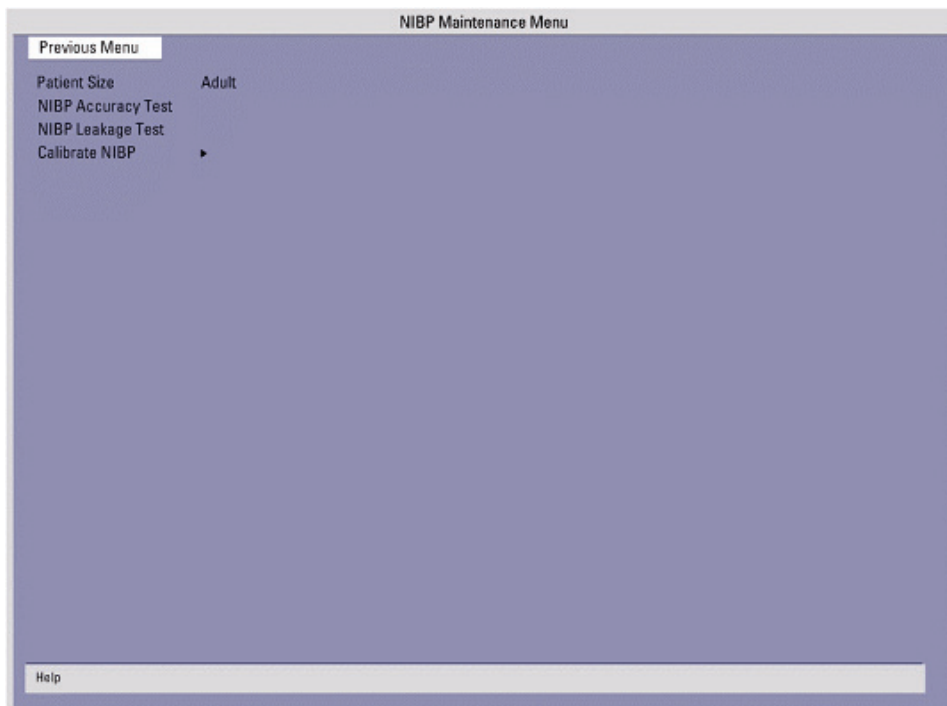 NIBP Maintenance Menu
Previous Menu
Patient Size Adult
NIBP Accuracy Test
NIBP Leakage Test
Calibrate NIBP ▸
Help